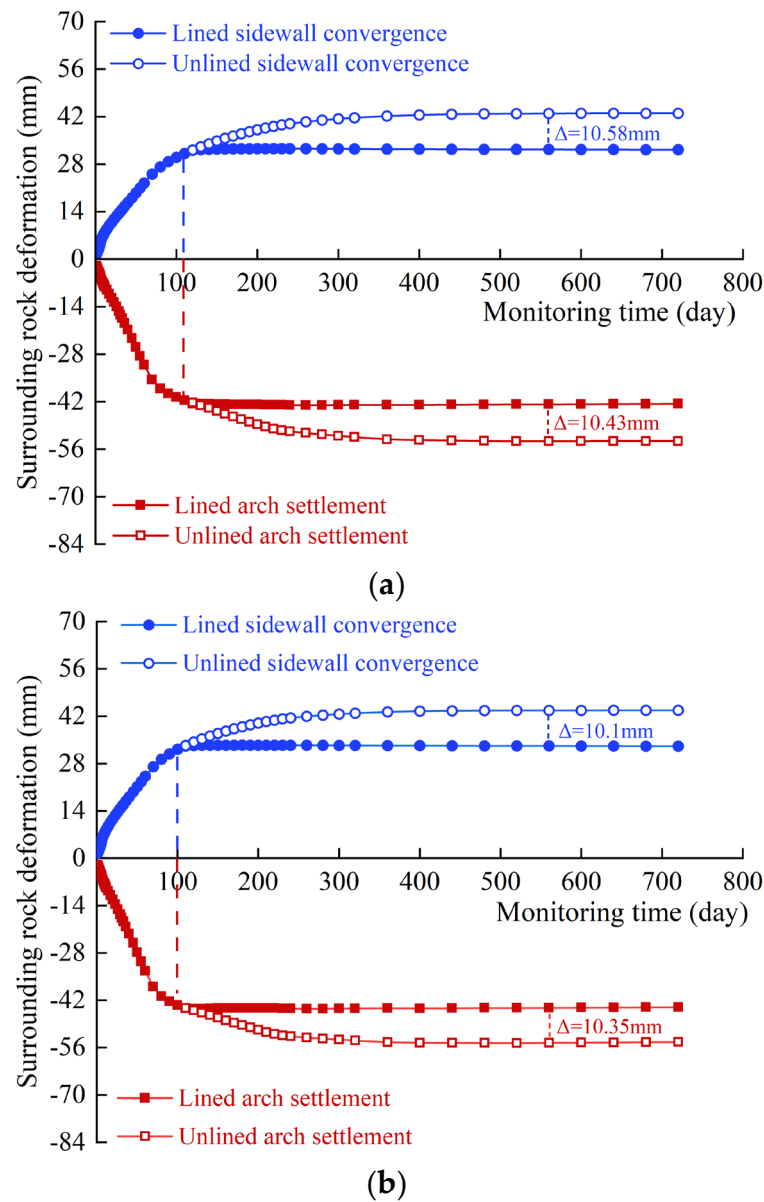 70
Lined sidewall convergence
56
Unlined sidewall convergence
42
Δ=10.58mm
28
14
0
100 200 300 400 500 600 700 800
-14
Monitoring time (day)
-28
-42
Δ=10.43mm
-56
-70
Lined arch settlement
Unlined arch settlement
-84
Surrounding rock deformation (mm)
(a)
70
Lined sidewall convergence
56
Unlined sidewall convergence
42
Δ=10.1mm
28
14
0
100 200 300 400 500 600 700 800
-14
Monitoring time (day)
-28
-42
Δ=10.35mm
-56
-70
Lined arch settlement
Unlined arch settlement
-84
Surrounding rock deformation (mm)
(b)